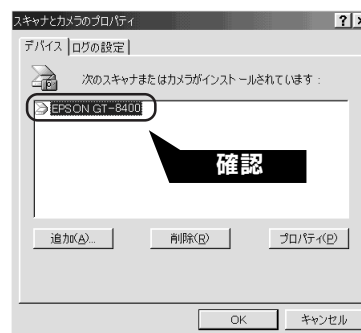 スキャナとカメラのプロパティ
デバイス ログの設定
次のスキャナまたはカメラがインストールされています :
EPSON GT-8400
確認
追加(A)... 削除(R) プロパティ(P)
OK キャンセル